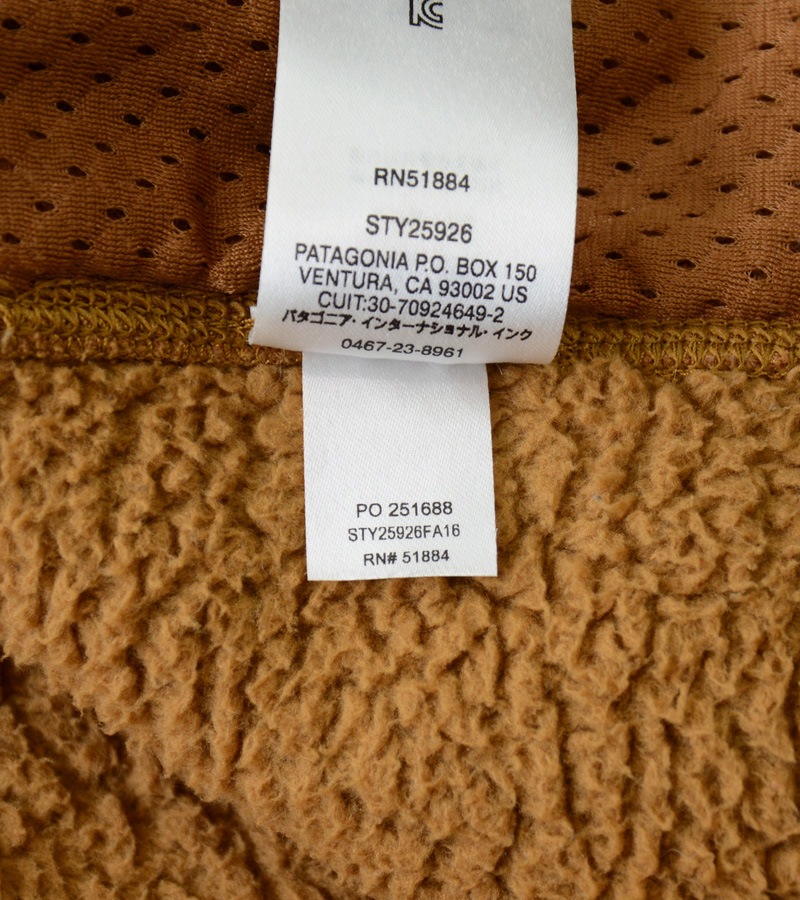 RN51884
STY25926
PATAGONIA P.O. BOX 150
VENTURA, CA 93002 US
CUIT:30-70924649-2
パタゴニア・インターナショナル・インク
0467-23-8961
PO 251688
STY25926FA16
RN# 51884